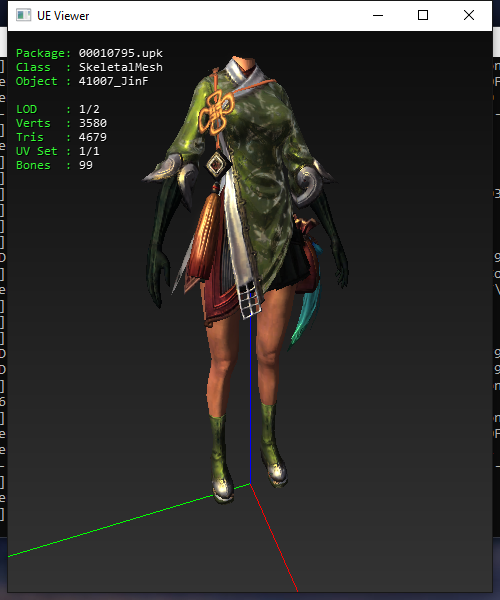 UE Viewer
Package: 00010795.upk
Class  : SkeletalMesh
Object : 41007_JinF
LOD    : 1/2
Verts  : 3580
Tris   : 4679
UV Set : 1/1
Bones  : 99